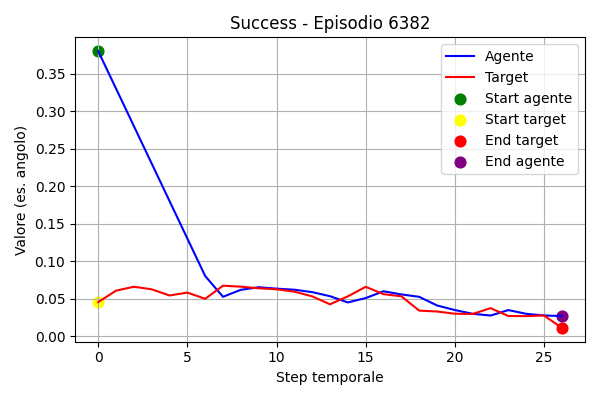 Success - Episodio 6382
Agente
Target
Start agente
Start target
End target
End agente
Valore (es. angolo)
0.35
0.30
0.25
0.20
0.15
0.10
0.05
0.00
0 5 10 15 20 25
Step temporale